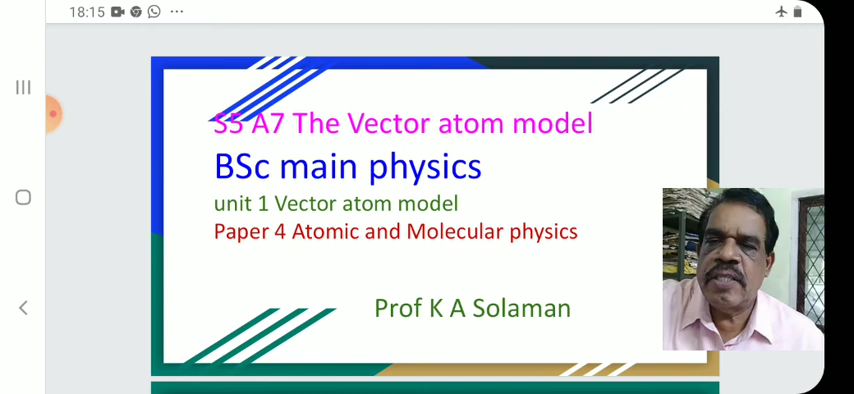 18:15
S5 A7 The Vector atom model
BSc main physics
unit 1 Vector atom model
Paper 4 Atomic and Molecular physics
Prof K A Solaman